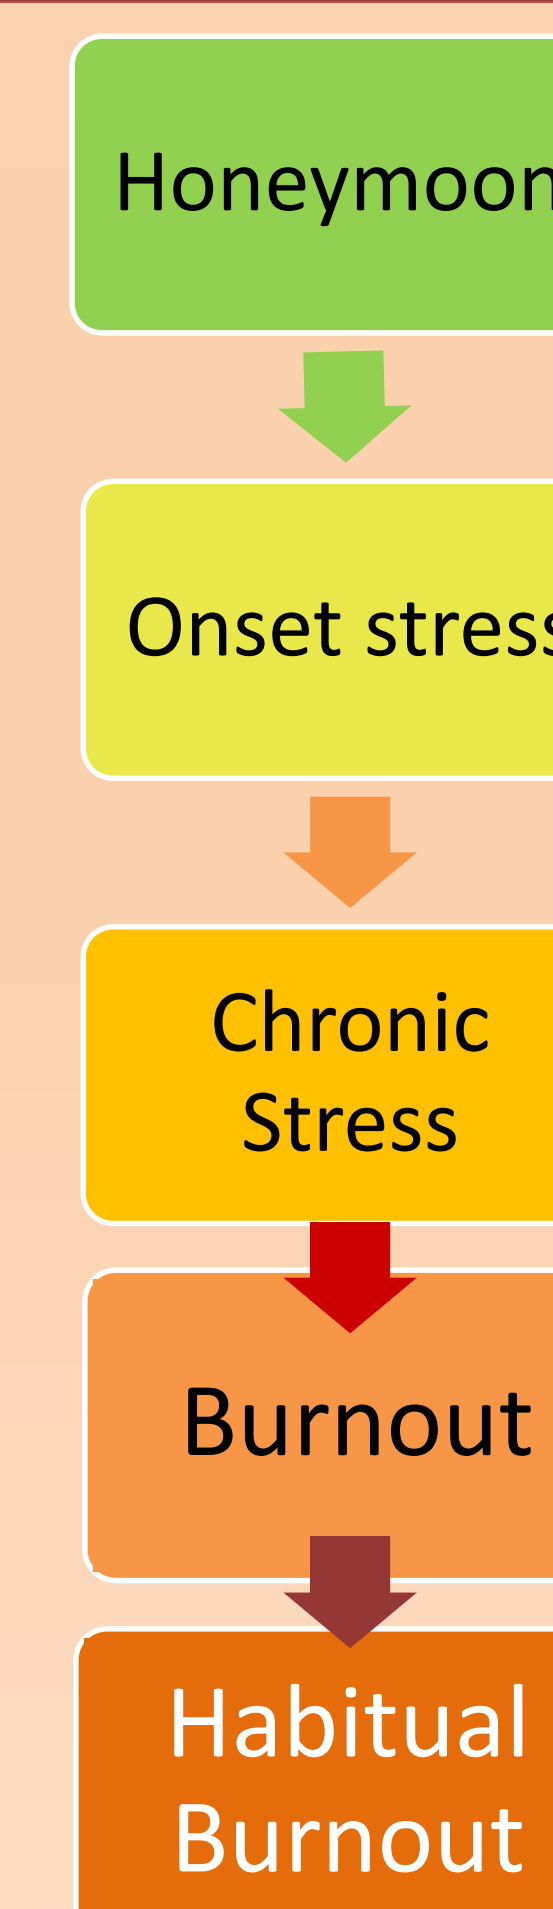 Honeymoon
Onset stress
Chronic
Stress
Burnout
Habitual
Burnout